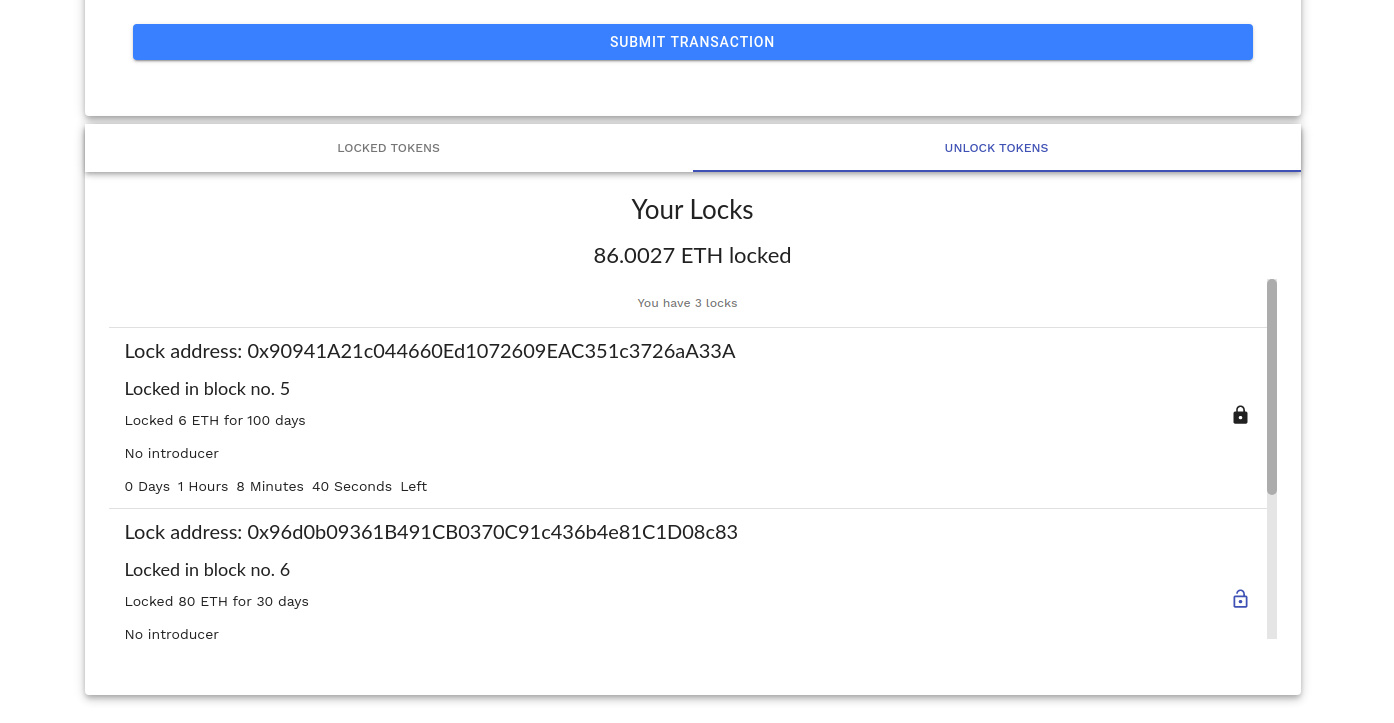 SUBMIT TRANSACTION
LOCKED TOKENS
UNLOCK TOKENS
Your Locks
86.0027 ETH locked
You have 3 locks
Lock address: 0x90941A21c044660Ed1072609EAC351c3726aA33A
Locked in block no. 5
Locked 6 ETH for 100 days
No introducer
0 Days 1 Hours 8 Minutes 40 Seconds Left
Lock address: 0x96d0b09361B491CB0370C91c436b4e81C1D08c83
Locked in block no. 6
Locked 80 ETH for 30 days
No introducer